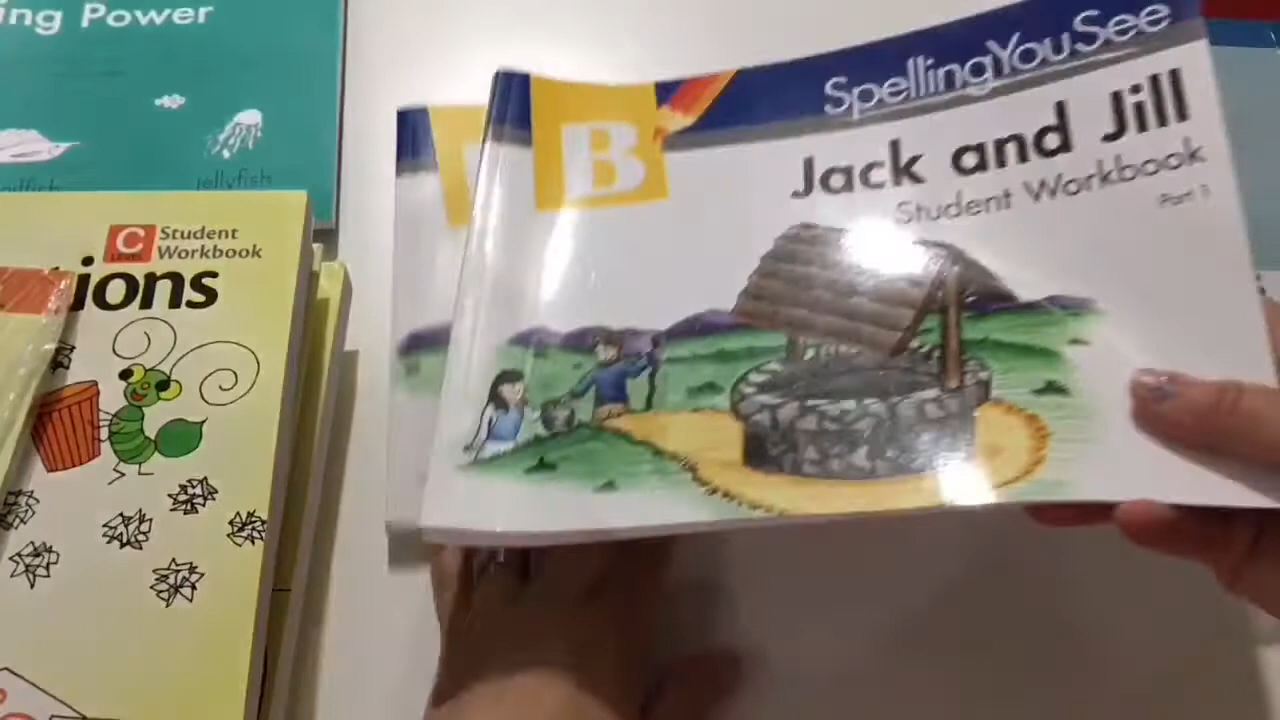 ing Power
jellyfish
C
LEVEL
Student
Workbook
ions
B
SpellingYouSee
Jack and Jill
Student Workbook
Part 1